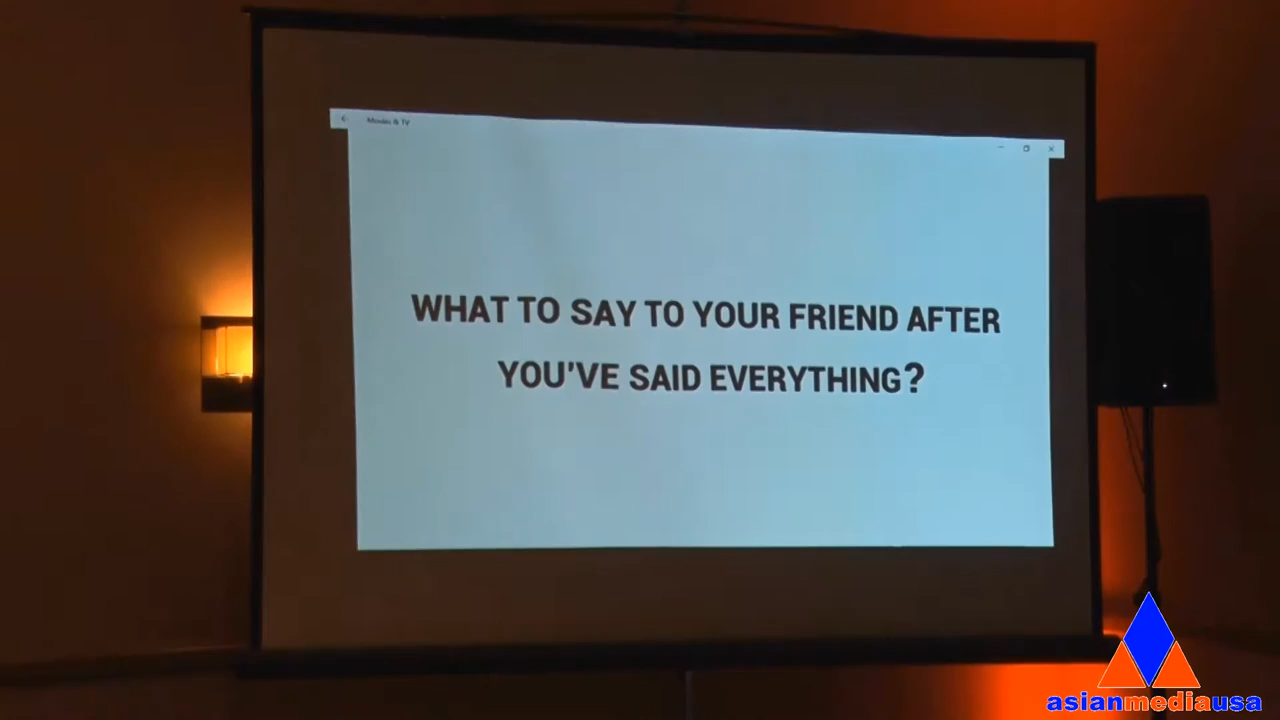 Movies & TV
WHAT TO SAY TO YOUR FRIEND AFTER
YOU'VE SAID EVERYTHING?
asianmediausa